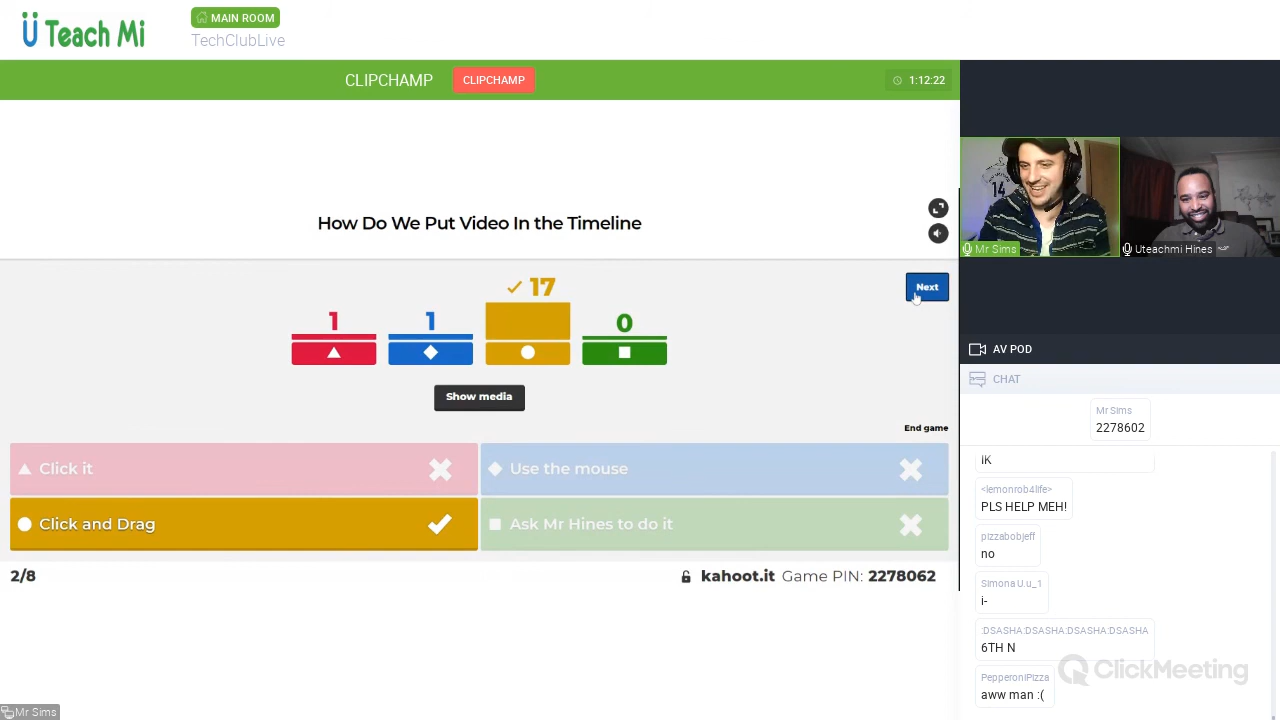 Ü Teach Mi
MAIN ROOM
TechClubLive
CLIPCHAMP
CLIPCHAMP
1:12:22
How Do We Put Video In the Timeline
Next
1
1
17
0
Show media
End game
Click it
Use the mouse
Click and Drag
Ask Mr Hines to do it
2/8
kahoot.it Game PIN: 2278062
Mr Sims
14
Mr Sims
Uteachmi Hines
AV POD
CHAT
Mr Sims
2278602
iK
<lemonrob4life>
PLS HELP MEH!
pizzabobjeff
no
Simona U.u_1
i-
:DSASHA:DSASHA:DSASHA:DSASHA
6TH N
PepperoniPizza
aww man :(
ClickMeeting